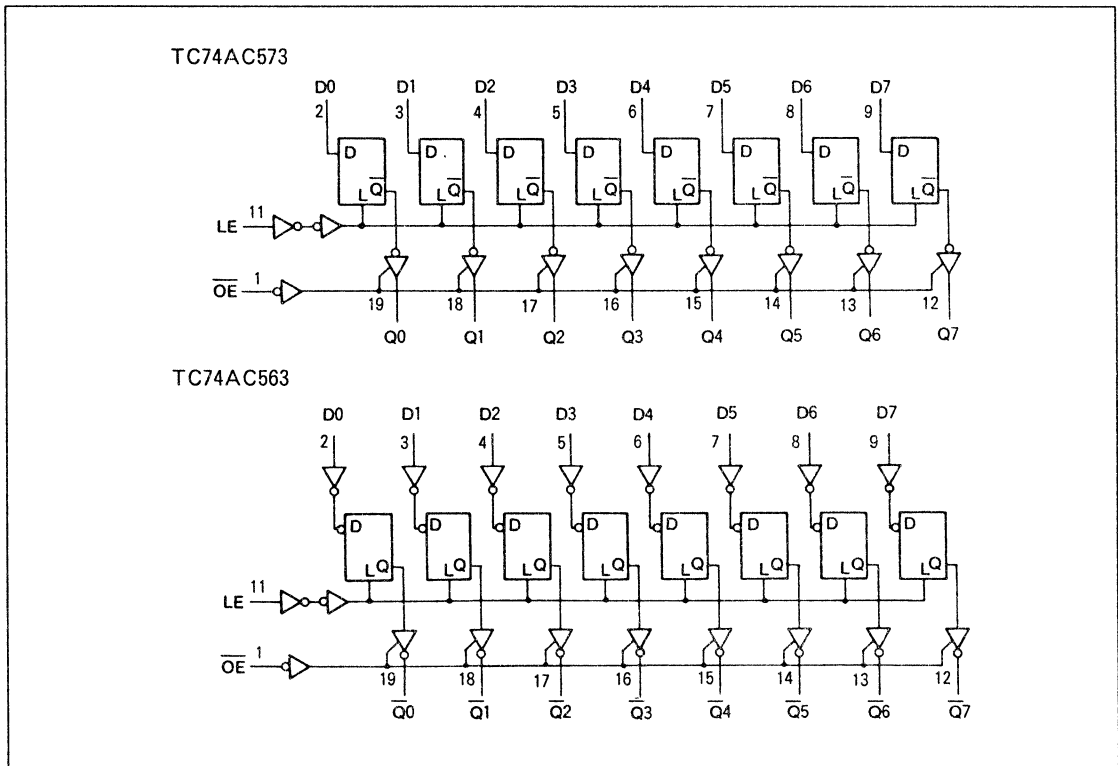 TC74AC573
D0 D1 D2 D3 D4 D5 D6 D7
2 3 4 5 6 7 8 9
D D D D D D D D
L Q̅ L Q̅ L Q̅ L Q̅ L Q̅ L Q̅ L Q̅ L Q̅
LE 11
O̅E̅ 1
19 18 17 16 15 14 13 12
Q0 Q1 Q2 Q3 Q4 Q5 Q6 Q7
TC74AC563
D0 D1 D2 D3 D4 D5 D6 D7
2 3 4 5 6 7 8 9
D D D D D D D D
L Q L Q L Q L Q L Q L Q L Q L Q
LE 11
O̅E̅ 1
19 18 17 16 15 14 13 12
Q̅0 Q̅1 Q̅2 Q̅3 Q̅4 Q̅5 Q̅6 Q̅7